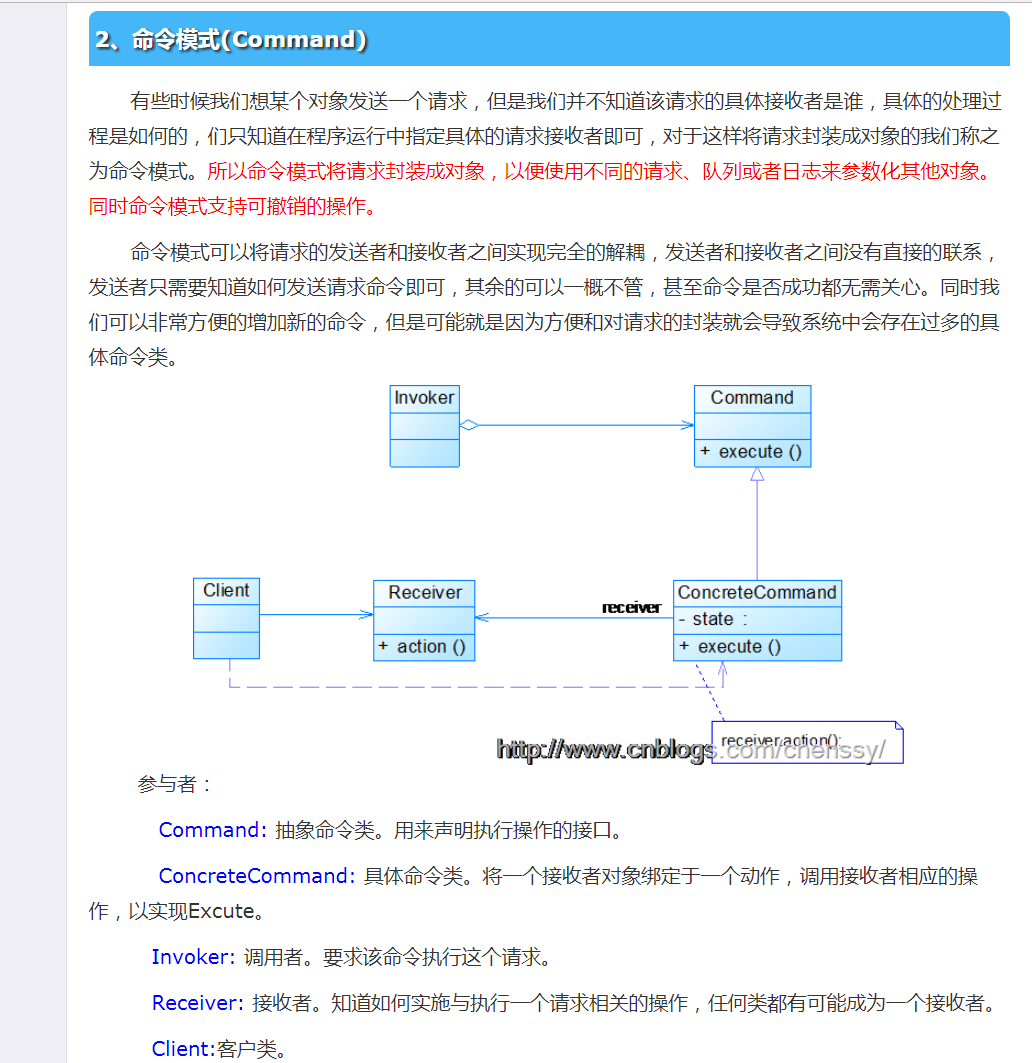 2、命令模式(Command)
有些时候我们想某个对象发送一个请求，但是我们并不知道该请求的具体接收者是谁，具体的处理过
程是如何的，们只知道在程序运行中指定具体的请求接收者即可，对于这样将请求封装成对象的我们称之
为命令模式。所以命令模式将请求封装成对象，以便使用不同的请求、队列或者日志来参数化其他对象。
同时命令模式支持可撤销的操作。
命令模式可以将请求的发送者和接收者之间实现完全的解耦，发送者和接收者之间没有直接的联系，
发送者只需要知道如何发送请求命令即可，其余的可以一概不管，甚至命令是否成功都无需关心。同时我
们可以非常方便的增加新的命令，但是可能就是因为方便和对请求的封装就会导致系统中会存在过多的具
体命令类。
Invoker
Command
+ execute ()
Client
Receiver
+ action ()
receiver
ConcreteCommand
- state :
+ execute ()
receiver.action();
http://www.cnblogs.com/chenssy/
参与者：
Command: 抽象命令类。用来声明执行操作的接口。
ConcreteCommand: 具体命令类。将一个接收者对象绑定于一个动作，调用接收者相应的操
作，以实现Excute。
Invoker: 调用者。要求该命令执行这个请求。
Receiver: 接收者。知道如何实施与执行一个请求相关的操作，任何类都有可能成为一个接收者。
Client:客户类。